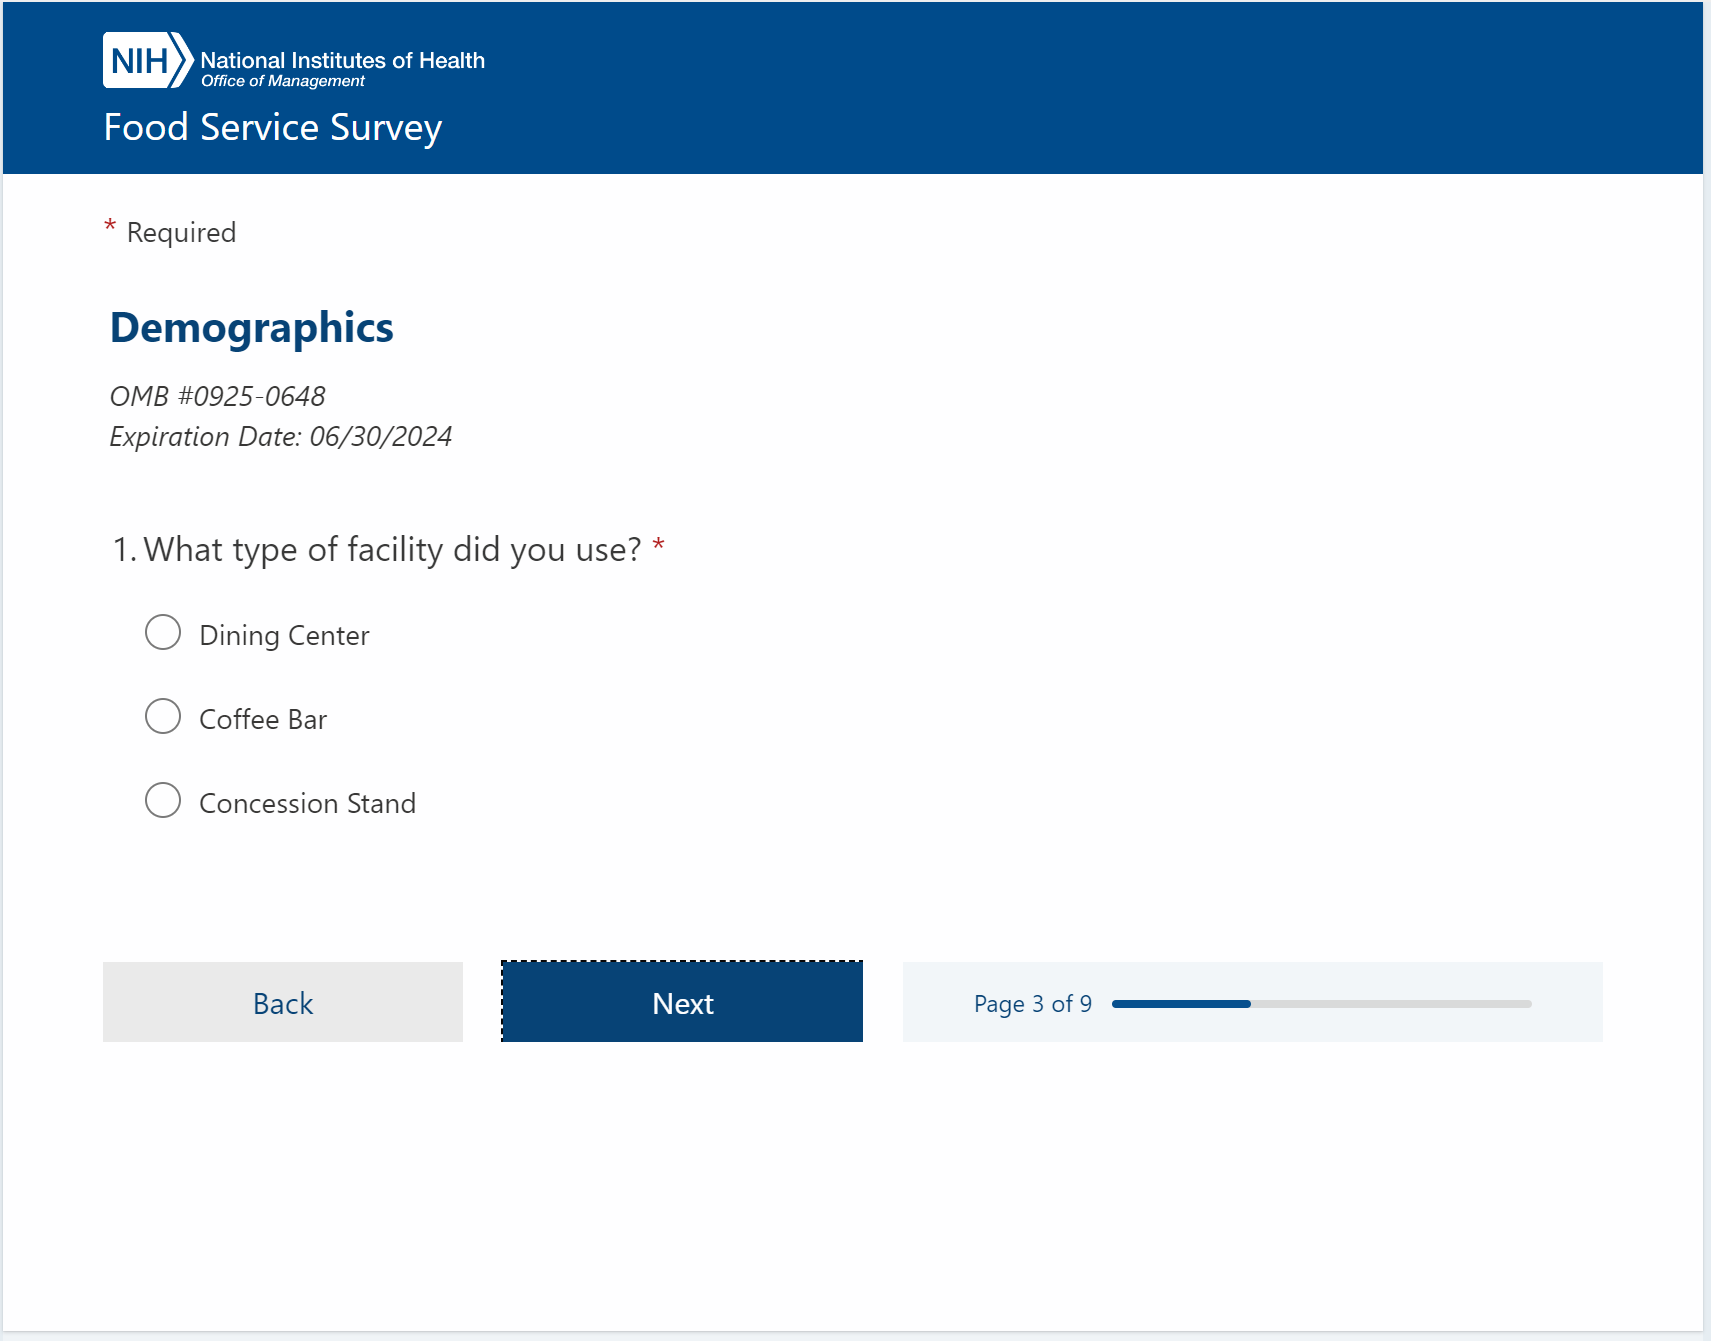 NIH National Institutes of Health
Office of Management
Food Service Survey
* Required
Demographics
OMB #0925-0648
Expiration Date: 06/30/2024
1. What type of facility did you use? *
Dining Center
Coffee Bar
Concession Stand
Back
Next
Page 3 of 9